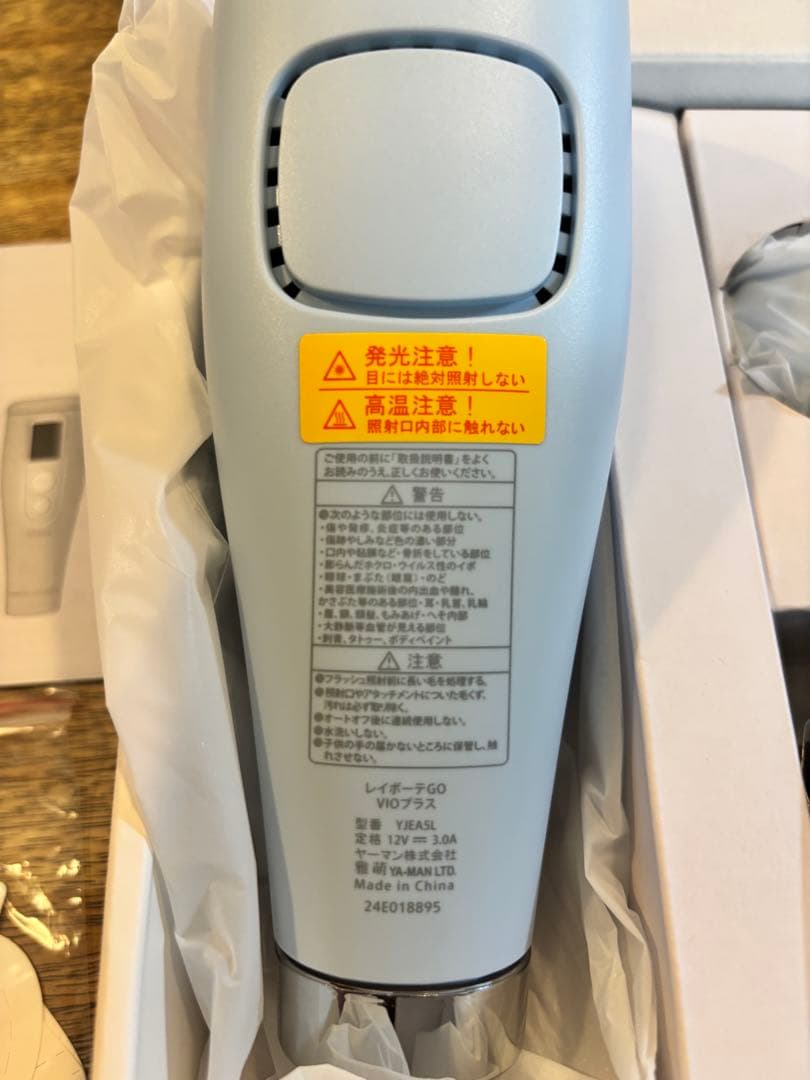 発光注意！
目には絶対照射しない
高温注意！
照射口内部に触れない
ご使用の前に「取扱説明書」をよく
お読みのうえ、正しくお使いください。
警告
●次のような部位には使用しない。
・傷や発疹、炎症等のある部位
・傷跡やしみなど色の濃い部分
・口内や粘膜など・骨折をしている部位
・膨らんだホクロ・ウイルス性のイボ
・眼球・まぶた（眼窩）・のど
・美容医療施術後の内出血や腫れ、
かさぶた等のある部位・耳・乳首、乳輪
・眉、頭、頭髪、もみあげ・へそ内部
・大静脈等血管が見える部位
・刺青、タトゥー、ボディペイント
注意
●フラッシュ照射前に長い毛を処理する。
●照射口やアタッチメントについた毛くず、
汚れは必ず取り除く。
●オートオフ後に連続使用しない。
●水洗いしない。
●子供の手の届かないところに保管し、触
れさせない。
レイボーテGO
VIOプラス
型番 YJEA5L
定格 12V ⎓ 3.0A
ヤーマン株式会社
雅萌 YA-MAN LTD.
Made in China
24E018895